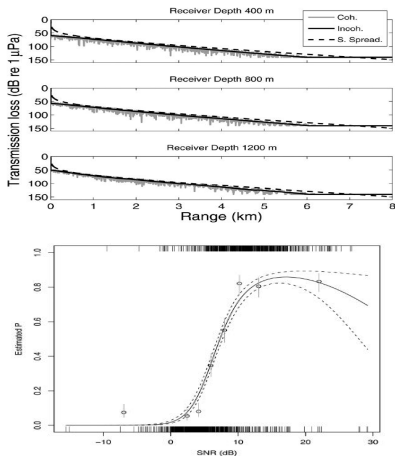 Receiver Depth 400 m
Coh.
Incoh.
S. Spread.
0
50
100
150
Receiver Depth 800 m
0
50
100
150
Receiver Depth 1200 m
0
50
100
150
0 1 2 3 4 5 6 7 8
Range (km)
Transmission loss (dB re 1 μPa)
1.0
0.8
0.6
0.4
0.2
0.0
Estimated P
−10 0 10 20 30
SNR (dB)